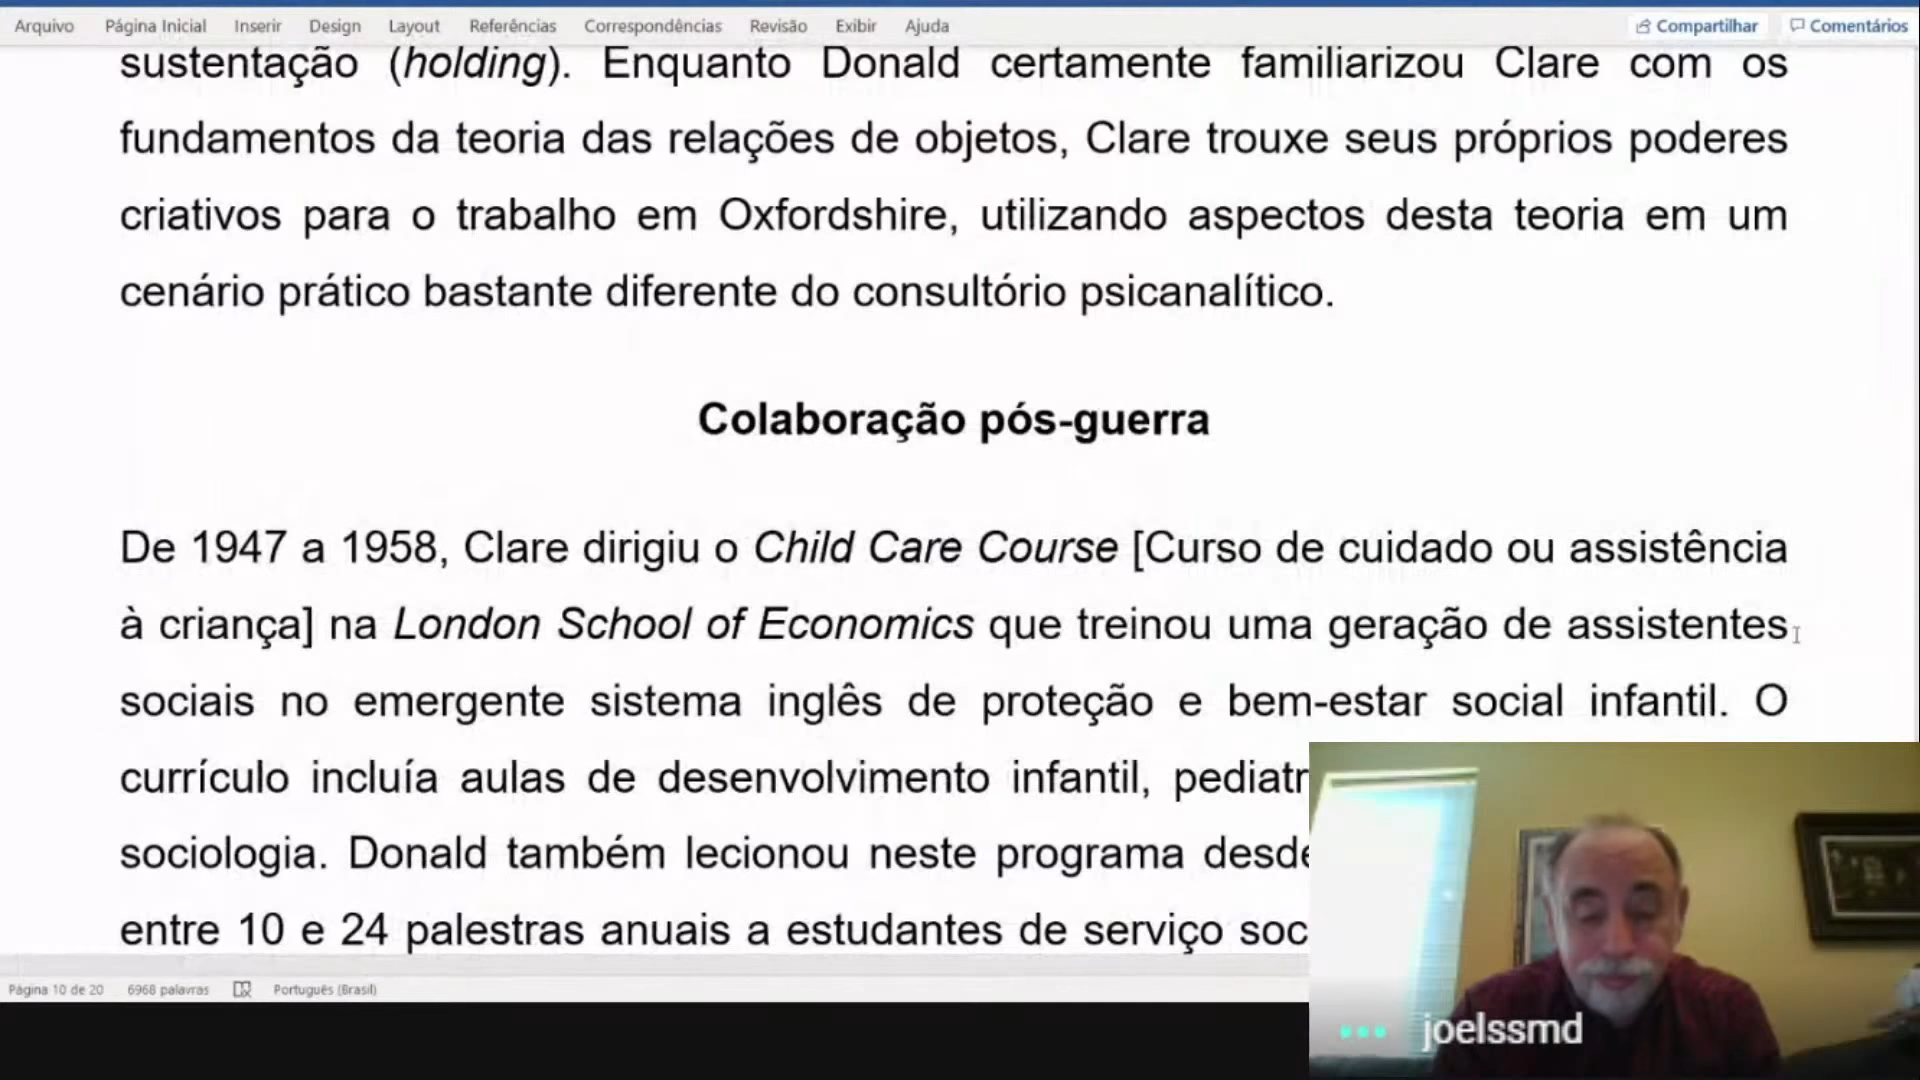 Arquivo Página Inicial Inserir Design Layout Referências Correspondências Revisão Exibir Ajuda Compartilhar Comentários
sustentação (holding). Enquanto Donald certamente familiarizou Clare com os
fundamentos da teoria das relações de objetos, Clare trouxe seus próprios poderes
criativos para o trabalho em Oxfordshire, utilizando aspectos desta teoria em um
cenário prático bastante diferente do consultório psicanalítico.
Colaboração pós-guerra
De 1947 a 1958, Clare dirigiu o Child Care Course [Curso de cuidado ou assistência
à criança] na London School of Economics que treinou uma geração de assistentes
sociais no emergente sistema inglês de proteção e bem-estar social infantil. O
currículo incluía aulas de desenvolvimento infantil,
sociologia. Donald também lecionou neste programa
entre 10 e 24 palestras anuais a estudantes de serviço
Página 10 de 20 6968 palavras Português (Brasil)
joelssmd